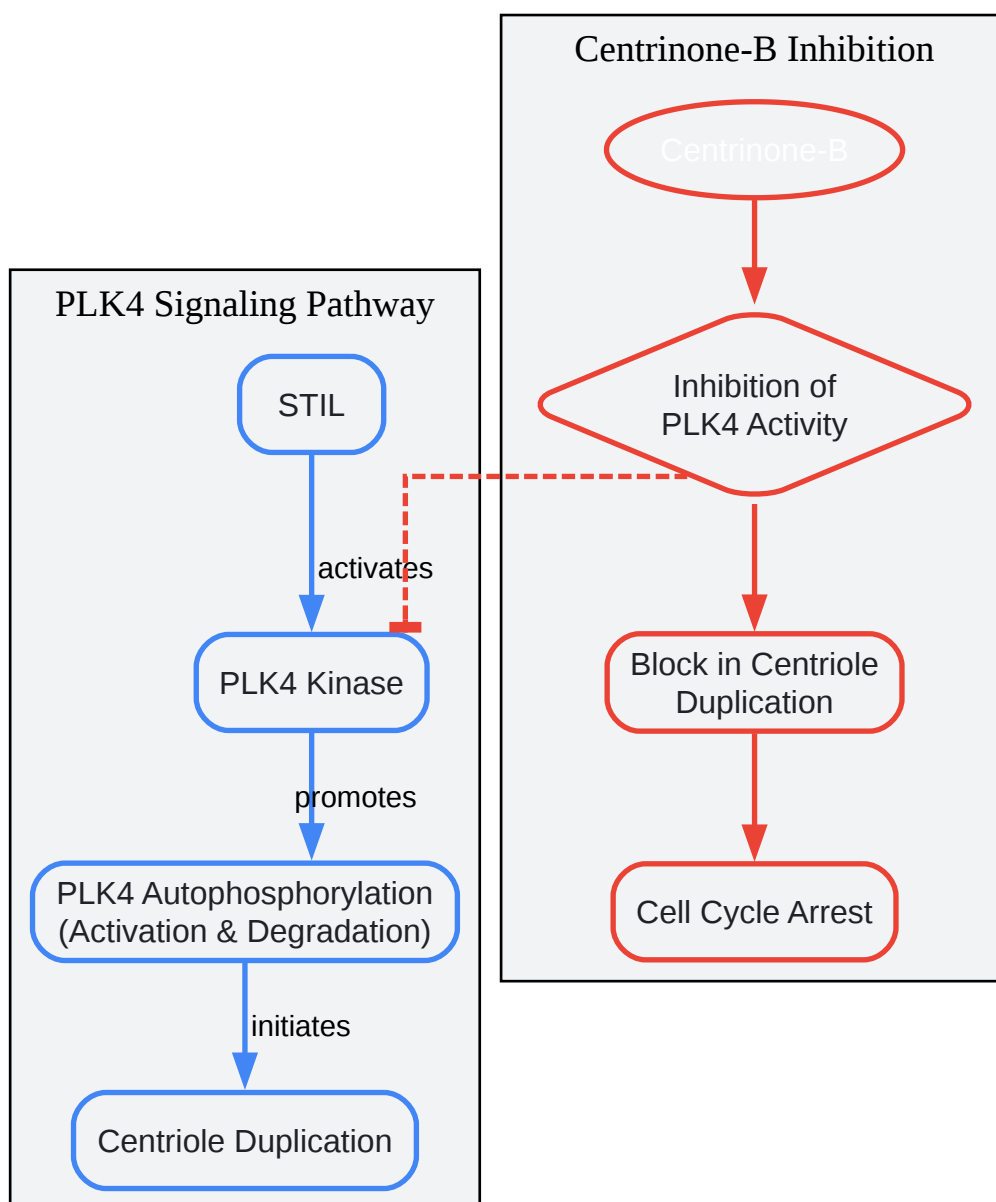 Centrinone-B Inhibition
Centrinone-B
Inhibition of
PLK4 Activity
Block in Centriole
Duplication
Cell Cycle Arrest
PLK4 Signaling Pathway
STIL
activates
PLK4 Kinase
promotes
PLK4 Autophosphorylation
(Activation & Degradation)
initiates
Centriole Duplication